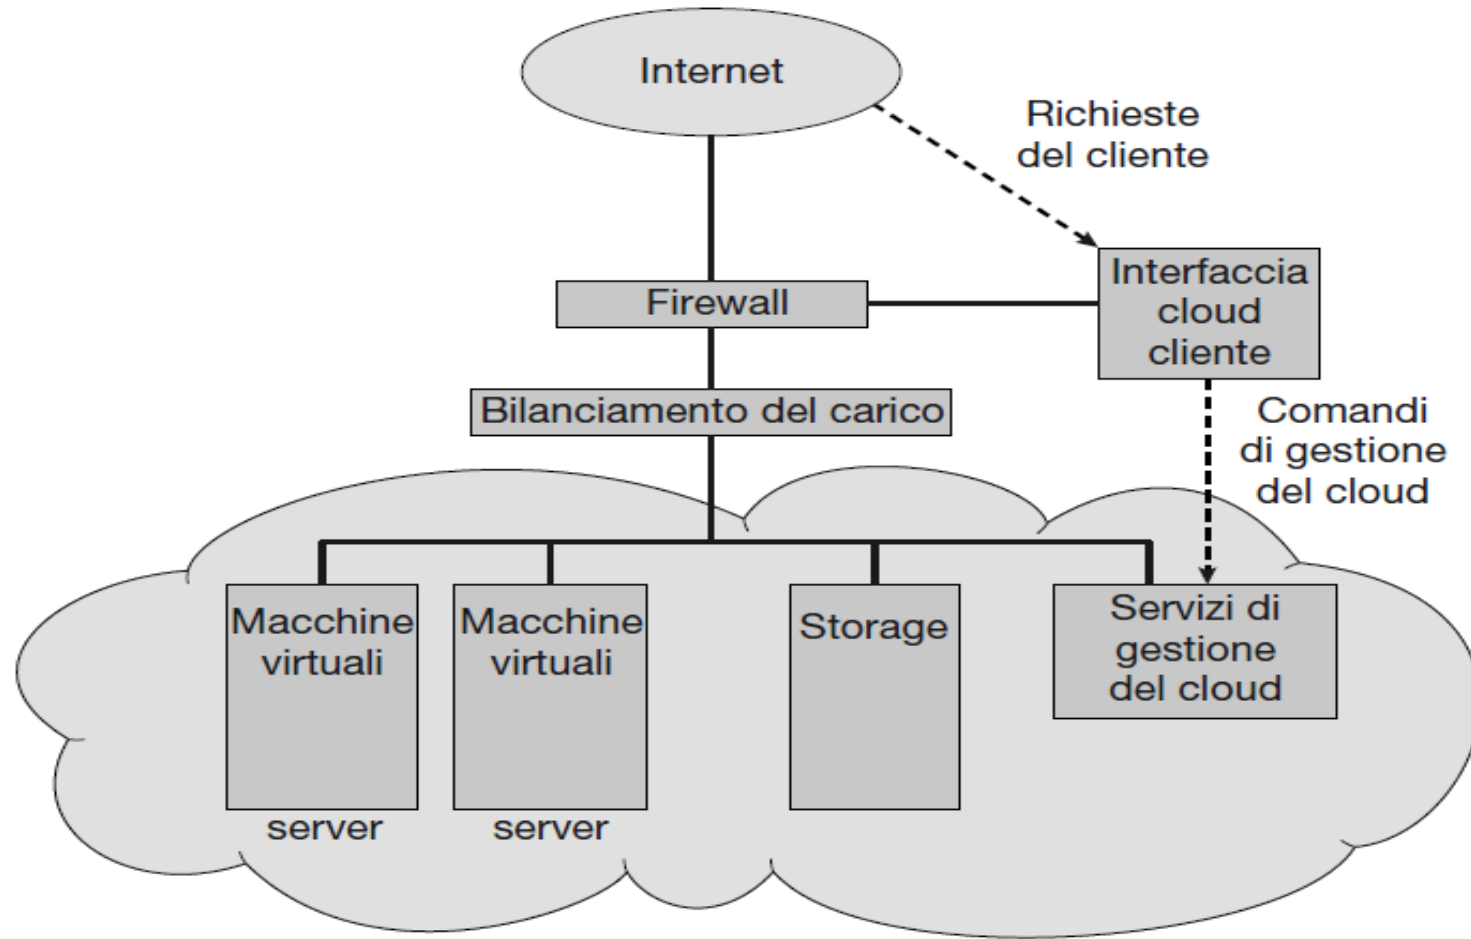 Internet
Richieste
del cliente
Interfaccia
cloud
cliente
Firewall
Bilanciamento del carico
Comandi
di gestione
del cloud
Macchine
virtuali
server
Macchine
virtuali
server
Storage
Servizi di
gestione
del cloud